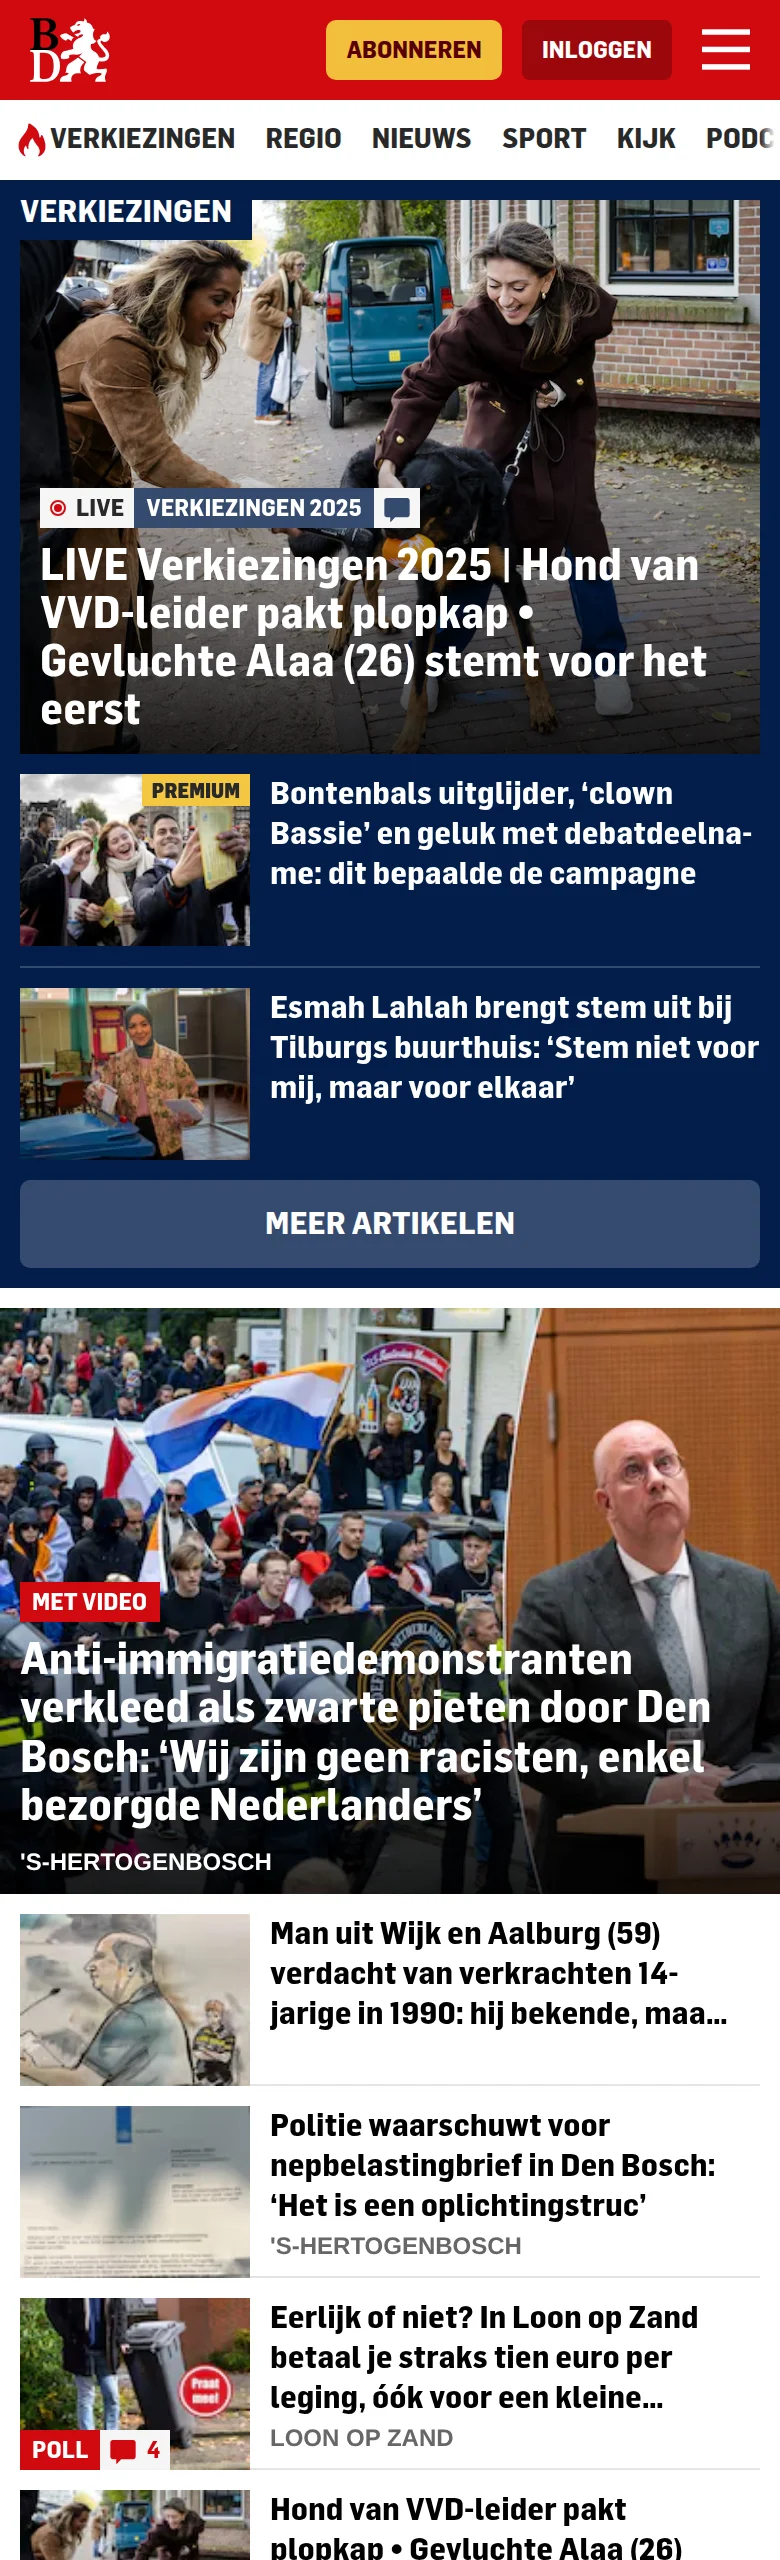 BD
ABONNEREN
INLOGGEN
VERKIEZINGEN REGIO NIEUWS SPORT KIJK PODC
VERKIEZINGEN
LIVE VERKIEZINGEN 2025
LIVE Verkiezingen 2025 | Hond van
VVD-leider pakt plopkap •
Gevluchte Alaa (26) stemt voor het
eerst
PREMIUM
Bontenbals uitglijder, ‘clown
Bassie’ en geluk met debatdeelna-
me: dit bepaalde de campagne
Esmah Lahlah brengt stem uit bij
Tilburgs buurthuis: ‘Stem niet voor
mij, maar voor elkaar’
MEER ARTIKELEN
MET VIDEO
Anti-immigratiedemonstranten
verkleed als zwarte pieten door Den
Bosch: ‘Wij zijn geen racisten, enkel
bezorgde Nederlanders’
'S-HERTOGENBOSCH
Man uit Wijk en Aalburg (59)
verdacht van verkrachten 14-
jarige in 1990: hij bekende, maa...
Politie waarschuwt voor
nepbelastingbrief in Den Bosch:
‘Het is een oplichtingstruc’
'S-HERTOGENBOSCH
Praat
mee!
POLL 4
Eerlijk of niet? In Loon op Zand
betaal je straks tien euro per
leging, óók voor een kleine...
LOON OP ZAND
Hond van VVD-leider pakt
plopkap • Gevluchte Alaa (26)